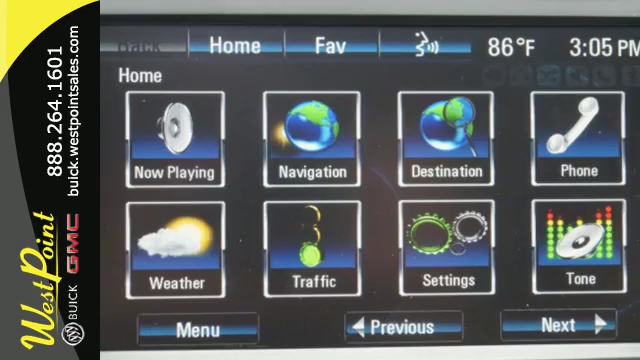 Back Home Fav 86°F 3:05 PM
Home
Now Playing Navigation Destination Phone
Weather Traffic Settings Tone
Menu Previous Next
888.264.1601
buick.westpointsales.com
West Point
BUICK GMC